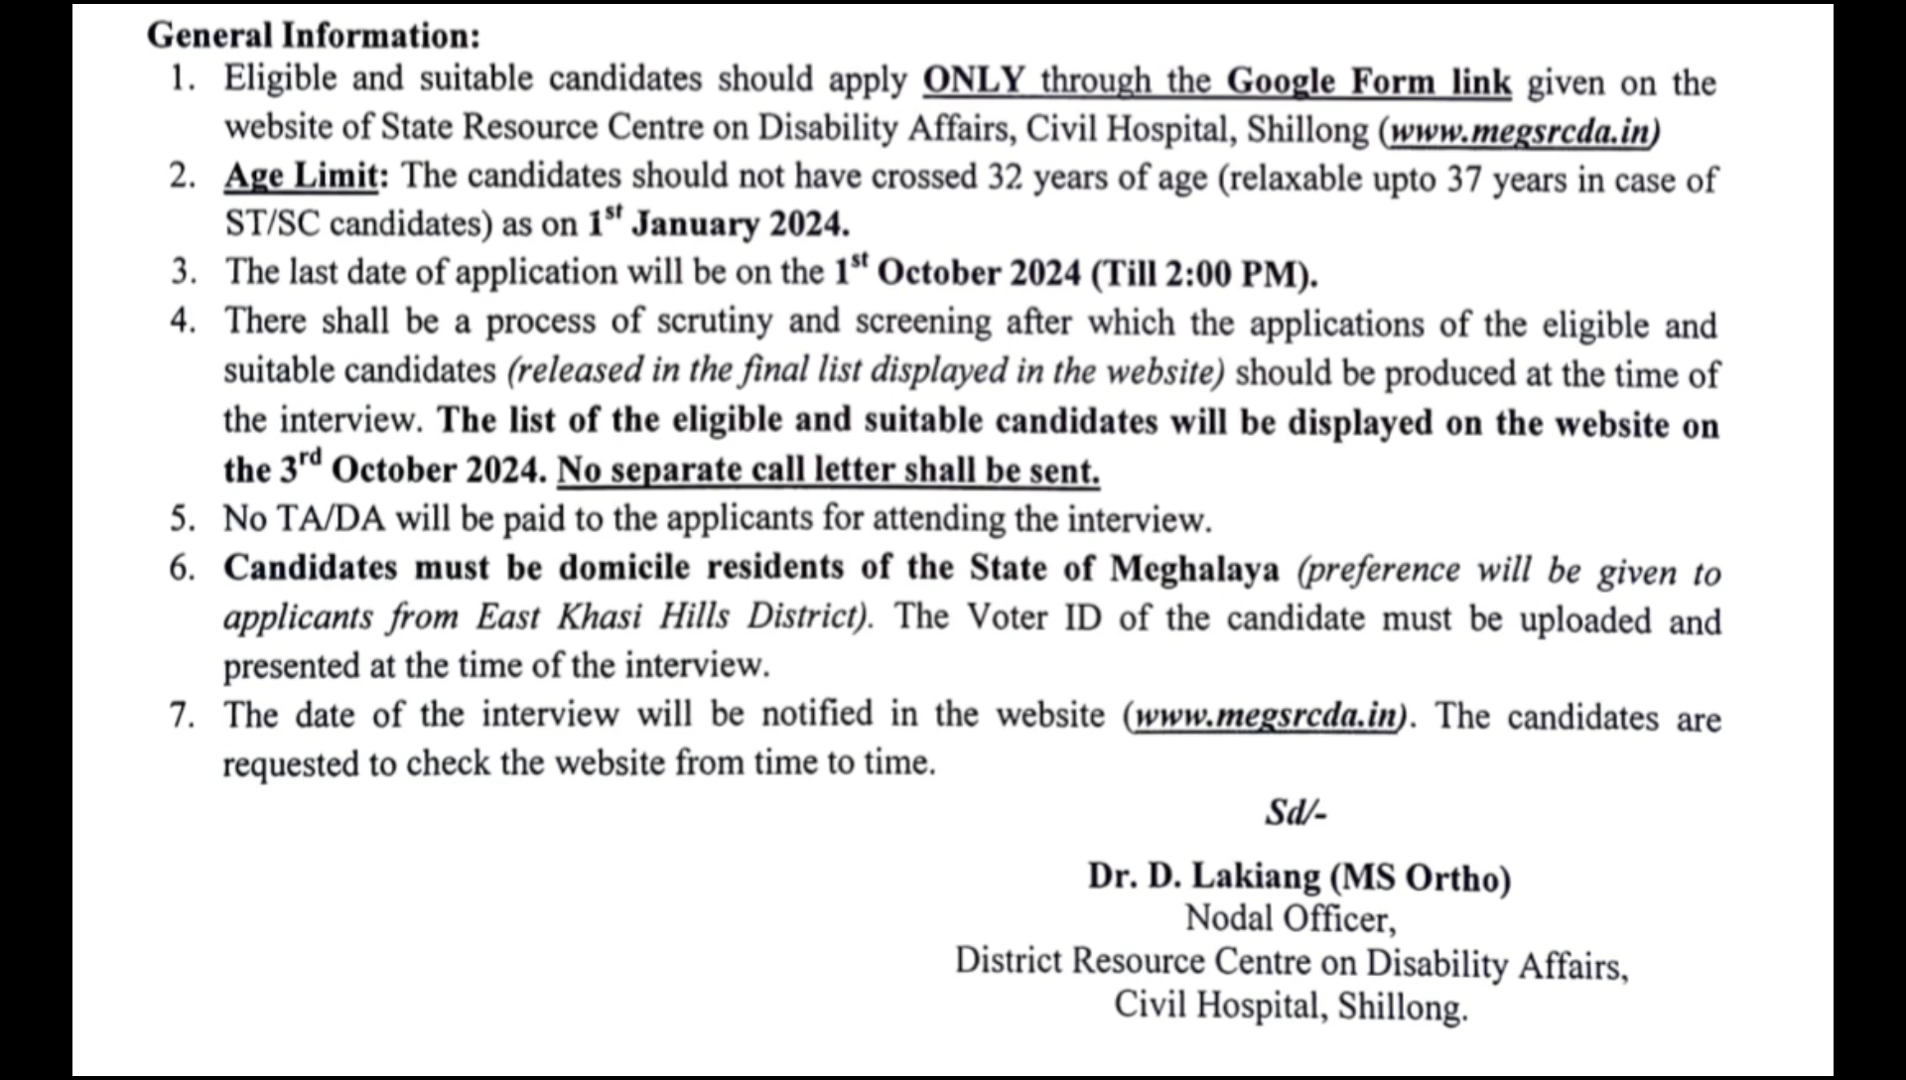 General Information:
1. Eligible and suitable candidates should apply ONLY through the Google Form link given on the
website of State Resource Centre on Disability Affairs, Civil Hospital, Shillong (www.megsrcda.in)
2. Age Limit: The candidates should not have crossed 32 years of age (relaxable upto 37 years in case of
ST/SC candidates) as on 1st January 2024.
3. The last date of application will be on the 1st October 2024 (Till 2:00 PM).
4. There shall be a process of scrutiny and screening after which the applications of the eligible and
suitable candidates (released in the final list displayed in the website) should be produced at the time of
the interview. The list of the eligible and suitable candidates will be displayed on the website on
the 3rd October 2024. No separate call letter shall be sent.
5. No TA/DA will be paid to the applicants for attending the interview.
6. Candidates must be domicile residents of the State of Meghalaya (preference will be given to
applicants from East Khasi Hills District). The Voter ID of the candidate must be uploaded and
presented at the time of the interview.
7. The date of the interview will be notified in the website (www.megsrcda.in). The candidates are
requested to check the website from time to time.
Sd/-
Dr. D. Lakiang (MS Ortho)
Nodal Officer,
District Resource Centre on Disability Affairs,
Civil Hospital, Shillong.